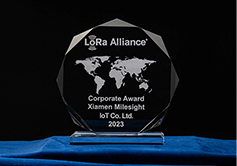 LoRa Alliance®
Corporate Award
Xiamen Milesight
IoT Co. Ltd.
2023